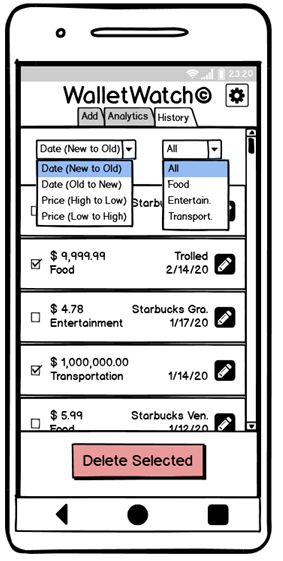 23:20
WalletWatch©
Add Analytics History
Date (New to Old) All
Date (New to Old) All
Date (Old to New) Food
Price (High to Low) Entertain.
Price (Low to High) Transport.
$ 9,999.99 Trolled
Food 2/14/20
$ 4.78 Starbucks Gra.
Entertainment 1/17/20
$ 1,000,000.00
Transportation 1/14/20
$ 5.99 Starbucks Ven.
Food 1/12/20
Delete Selected